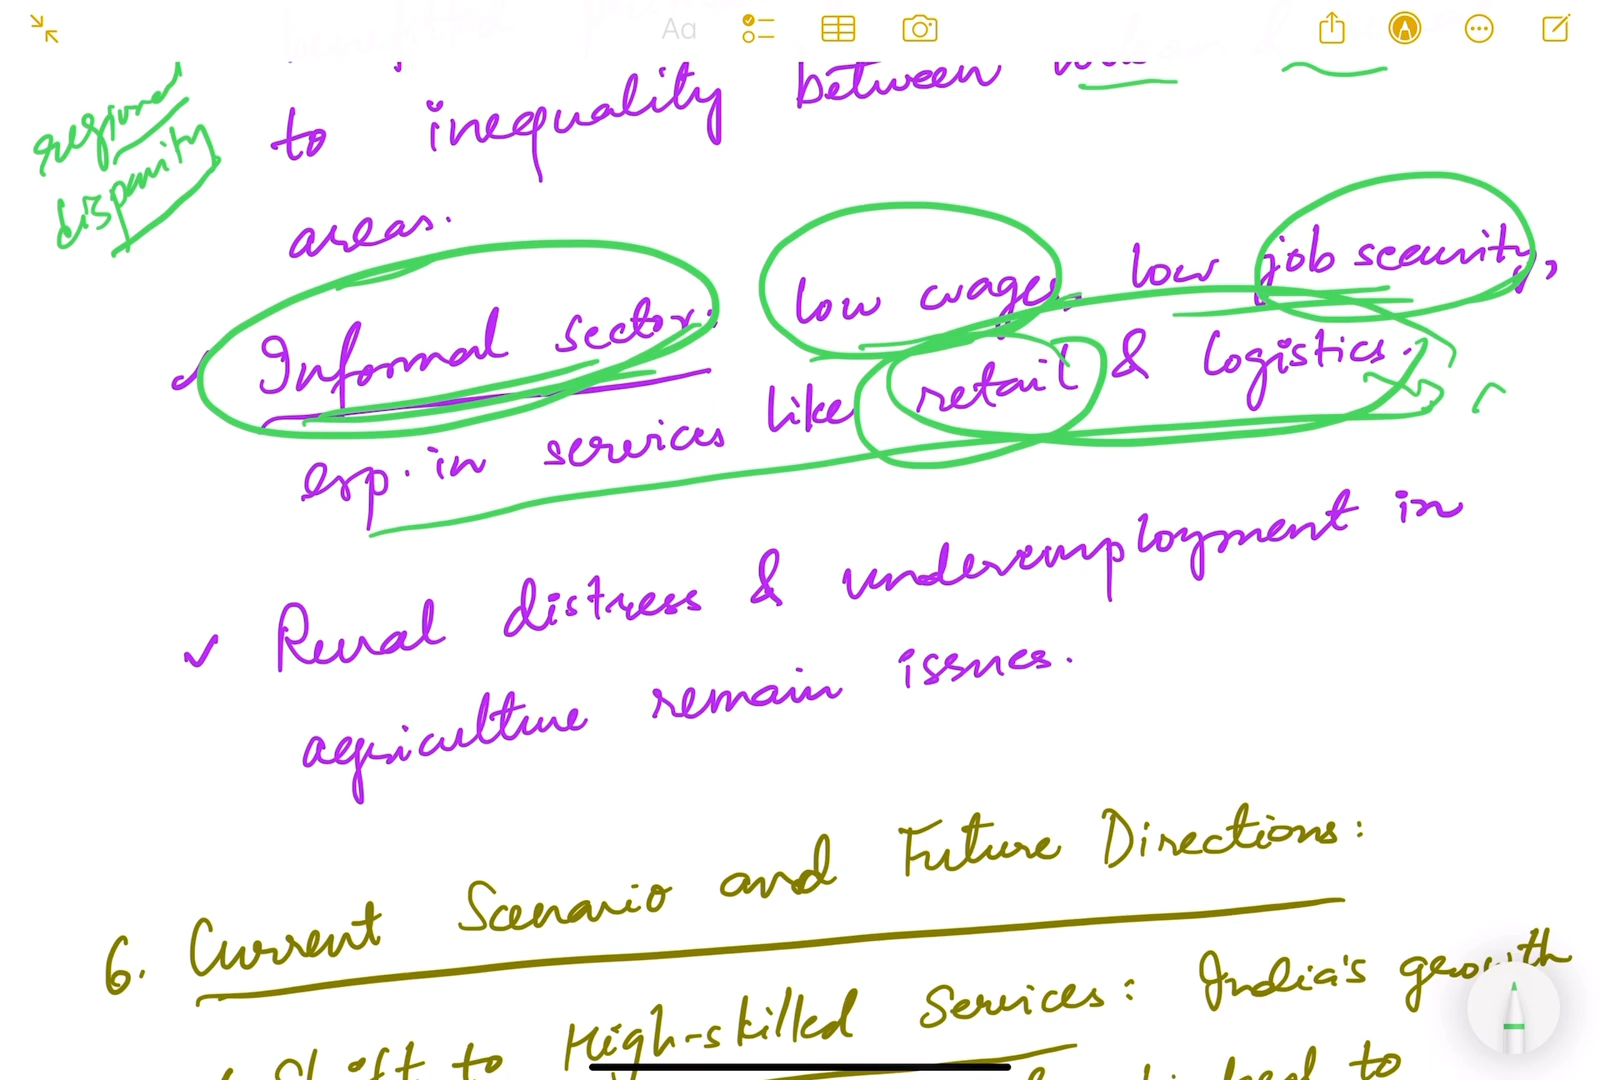 Aa
regional
disparity
to inequality between
areas.
✓ Informal sector: low wages, low job security,
esp. in services like retail & logistics.
✓ Rural distress & underemployment in
agriculture remain issues.
6. Current Scenario and Future Directions:
Shift to High-skilled Services: India's growth
to